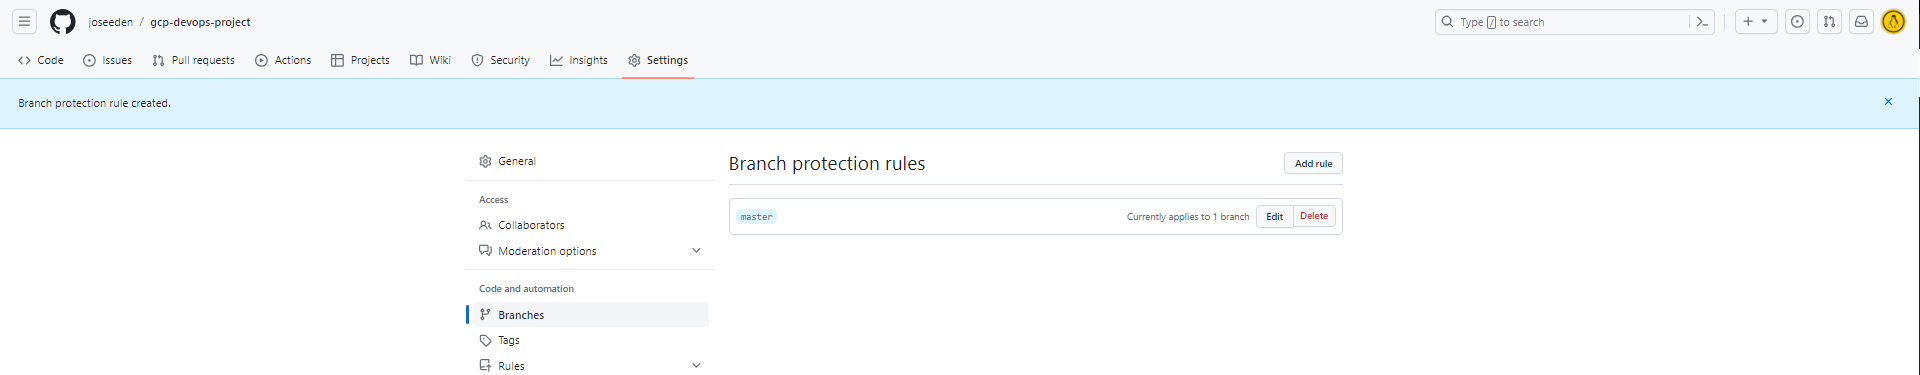 joseeden / gcp-devops-project
Type / to search
Code Issues Pull requests Actions Projects Wiki Security Insights Settings
Branch protection rule created.
General
Access
Collaborators
Moderation options
Code and automation
Branches
Tags
Rules
Branch protection rules Add rule
master Currently applies to 1 branch Edit Delete